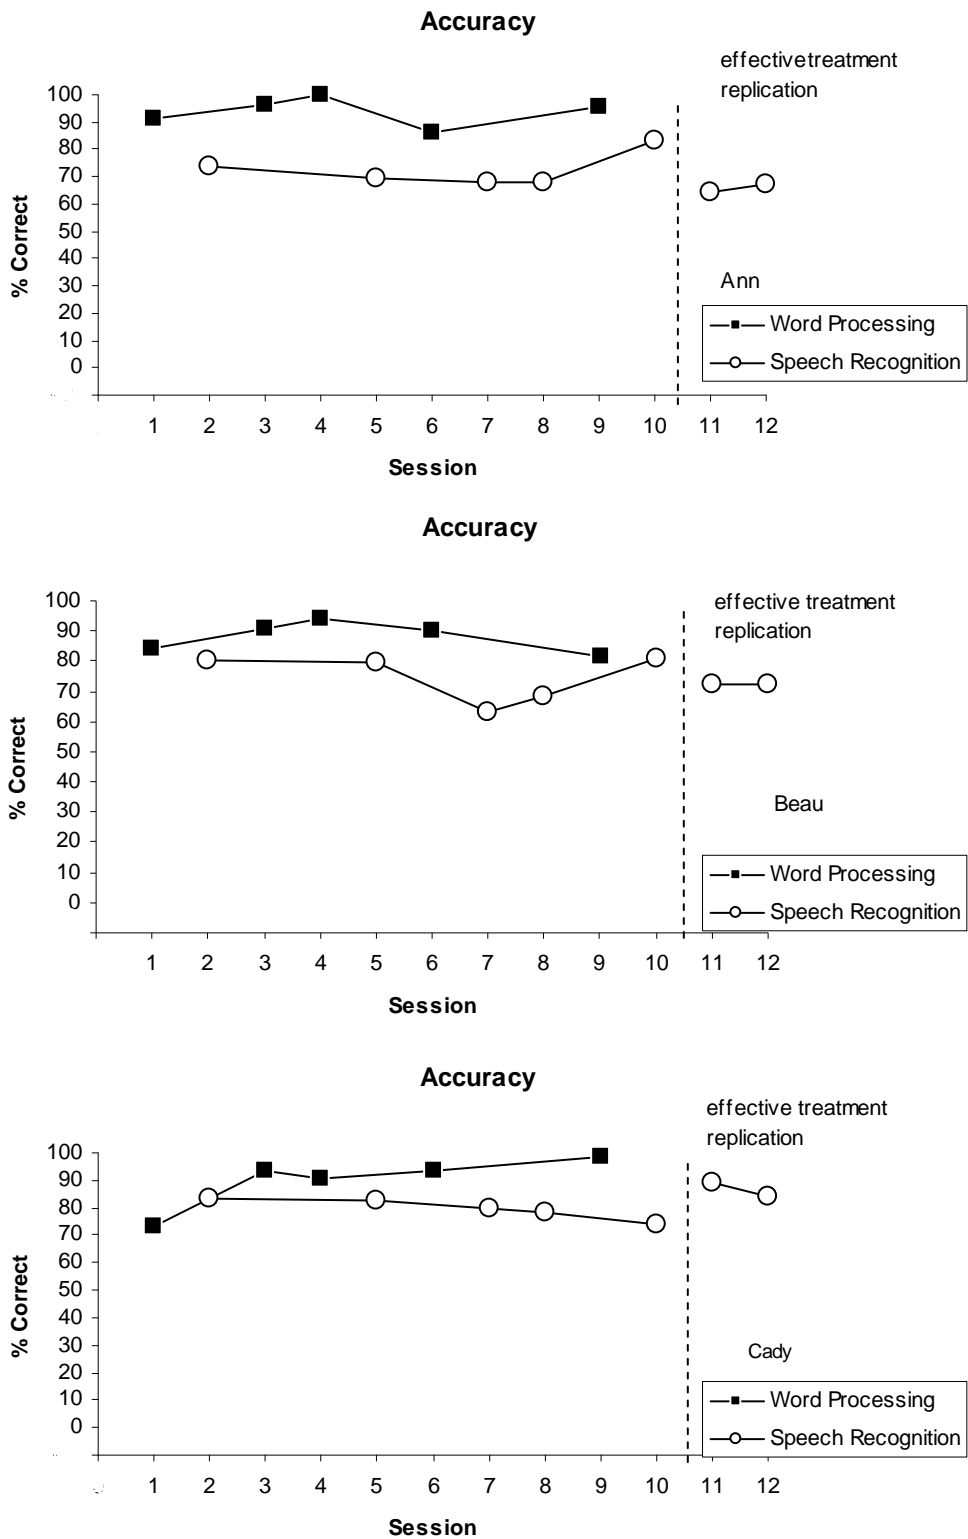 Accuracy
effective treatment
replication
100
90
80
70
60
50
40
30
20
10
0
% Correct
Ann
Word Processing
Speech Recognition
1 2 3 4 5 6 7 8 9 10 11 12
Session
Accuracy
effective treatment
replication
100
90
80
70
60
50
40
30
20
10
0
% Correct
Beau
Word Processing
Speech Recognition
1 2 3 4 5 6 7 8 9 10 11 12
Session
Accuracy
effective treatment
replication
100
90
80
70
60
50
40
30
20
10
0
% Correct
Cady
Word Processing
Speech Recognition
1 2 3 4 5 6 7 8 9 10 11 12
Session